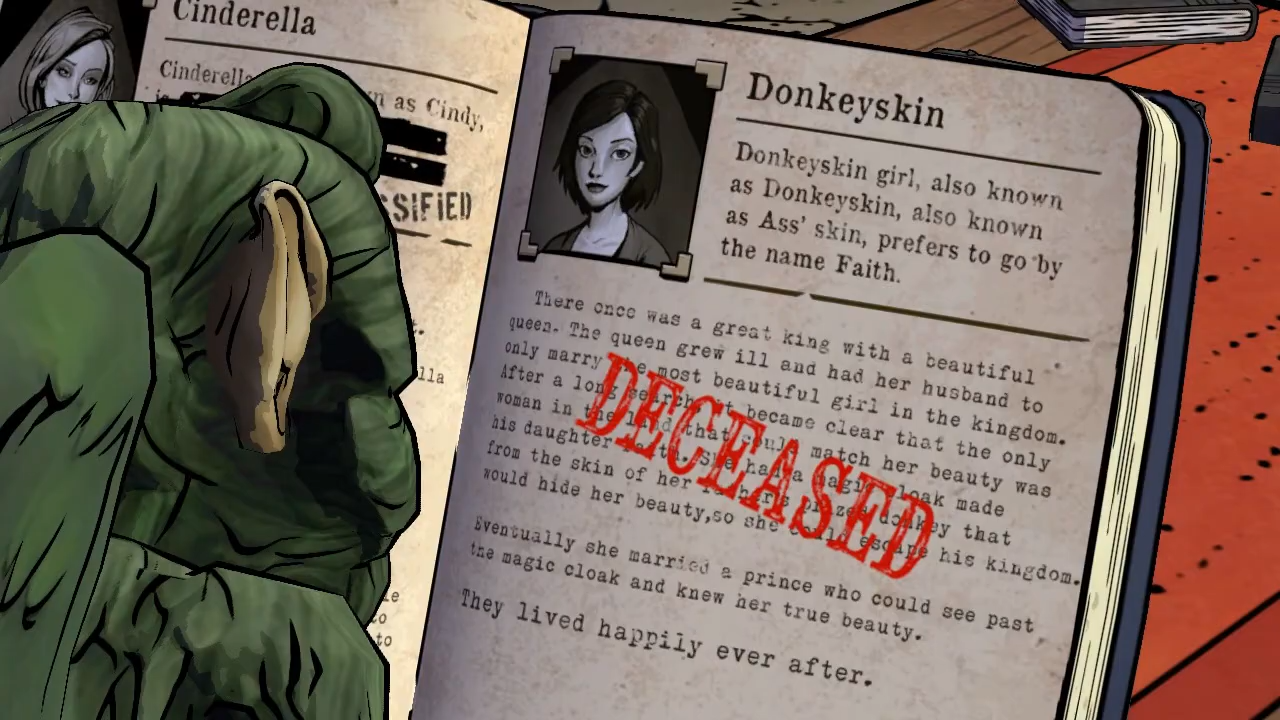 Cinderella
Cinderella as Cindy,
SSIFIED
lla
to
Donkeyskin
Donkeyskin girl, also known
as Donkeyskin, also known
as Ass' skin, prefers to go by
the name Faith.
There once was a great king with a beautiful
queen. The queen grew ill and had her husband to
only marry the most beautiful girl in the kingdom.
After a long search it became clear that the only
woman in the land that could match her beauty was
his daughter Faith. She had a magic cloak made
from the skin of her father's prized donkey that
would hide her beauty,so she could escape his kingdom.
DECEASED
Eventually she married a prince who could see past
the magic cloak and knew her true beauty.
They lived happily ever after.